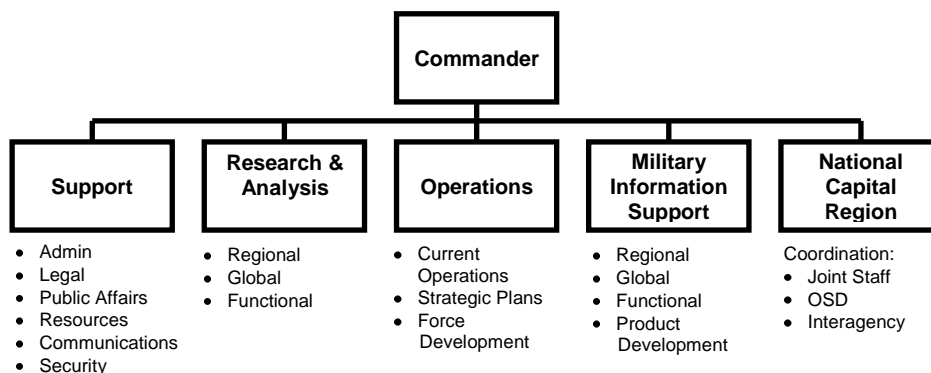 Commander
Support
Research &
Analysis
Operations
Military
Information
Support
National
Capital
Region
• Admin
• Legal
• Public Affairs
• Resources
• Communications
• Security
• Regional
• Global
• Functional
• Current
Operations
• Strategic Plans
• Force
Development
• Regional
• Global
• Functional
• Product
Development
Coordination:
• Joint Staff
• OSD
• Interagency